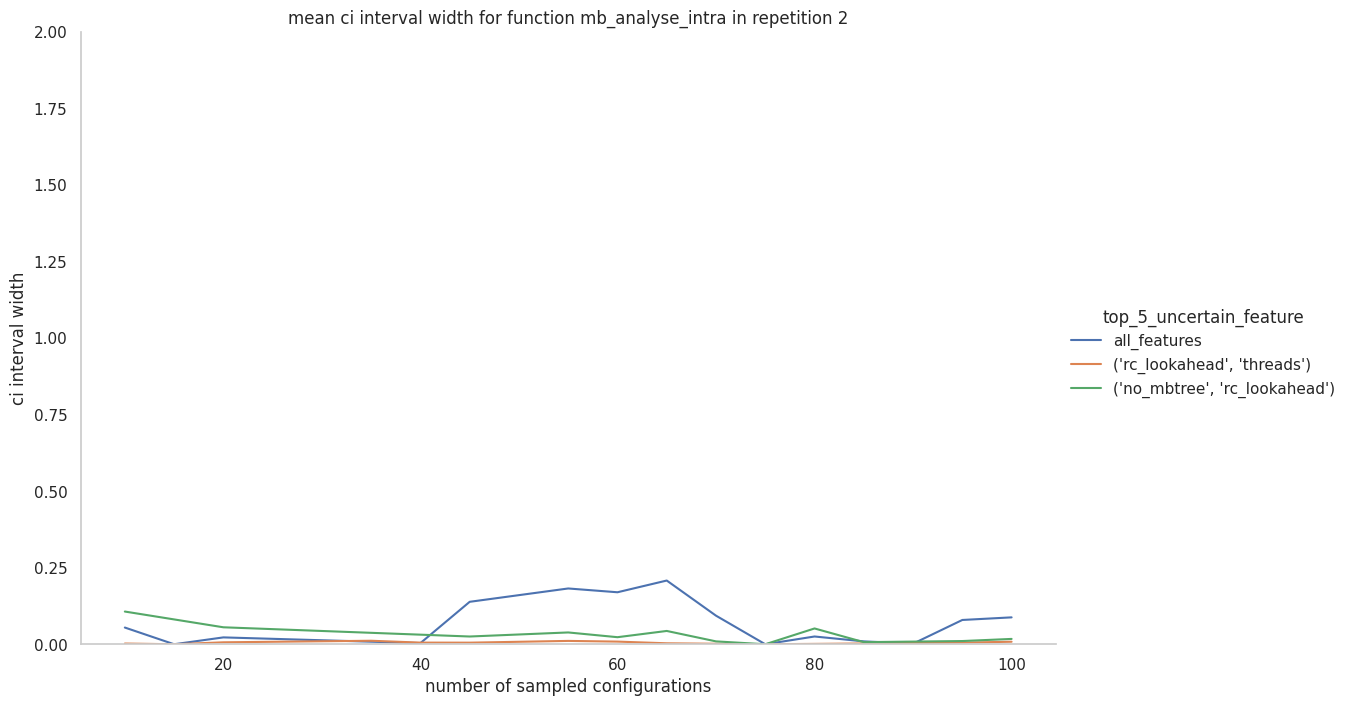 mean ci interval width for function mb_analyse_intra in repetition 2
2.00
1.75
1.50
1.25
1.00
0.75
0.50
0.25
0.00
ci interval width
20
40
60
80
100
number of sampled configurations
top_5_uncertain_feature
all_features
('rc_lookahead', 'threads')
('no_mbtree', 'rc_lookahead')